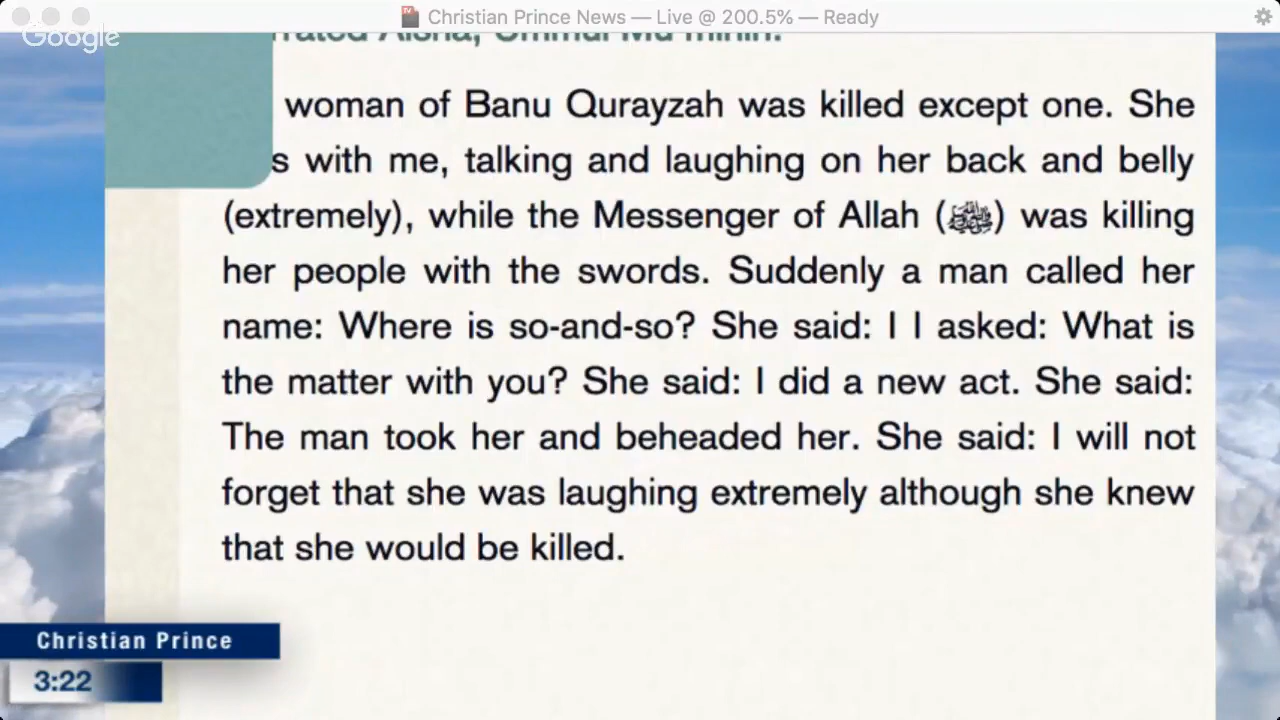 Christian Prince News — Live @ 200.5% — Ready
Google
Aisha, Ummul Mu'minin:
woman of Banu Qurayzah was killed except one. She
s with me, talking and laughing on her back and belly
(extremely), while the Messenger of Allah (ﷺ) was killing
her people with the swords. Suddenly a man called her
name: Where is so-and-so? She said: I I asked: What is
the matter with you? She said: I did a new act. She said:
The man took her and beheaded her. She said: I will not
forget that she was laughing extremely although she knew
that she would be killed.
Christian Prince
3:22